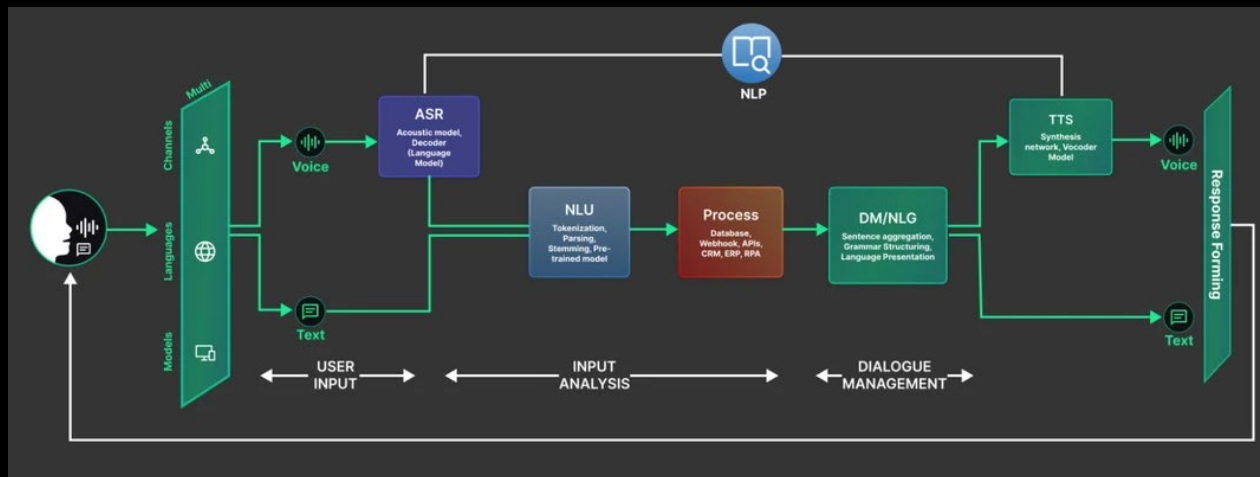 NLP
Multi
Channels
Languages
Models
Voice
Text
ASR
Acoustic model,
Decoder
(Language
Model)
NLU
Tokenization,
Parsing,
Stemming, Pre-
trained model
Process
Database,
Webhook, APIs,
CRM, ERP, RPA
DM/NLG
Sentence aggregation,
Grammar Structuring,
Language Presentation
TTS
Synthesis
network, Vocoder
Model
Voice
Text
Response Forming
USER
INPUT
INPUT
ANALYSIS
DIALOGUE
MANAGEMENT